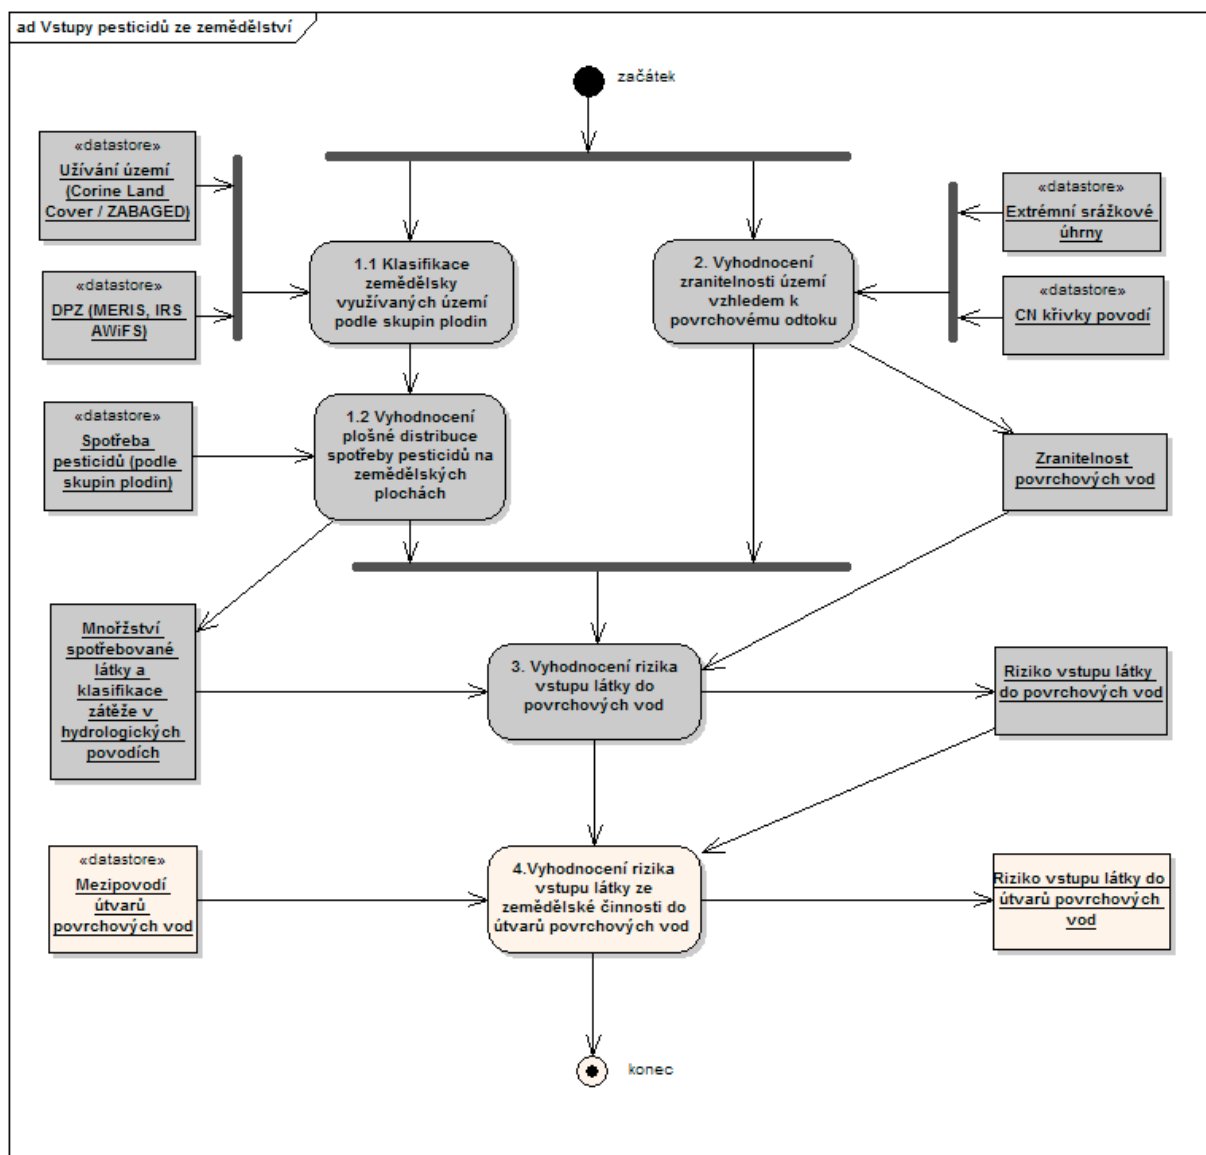 ad Vstupy pesticidů ze zemědělství
začátek
«datastore»
Užívání území
(Corine Land
Cover / ZABAGED)
«datastore»
DPZ (MERIS, IRS
AWiFS)
1.1 Klasifikace
zemědělsky
využívaných území
podle skupin plodin
2. Vyhodnocení
zranitelnosti území
vzhledem k
povrchovému odtoku
«datastore»
Extrémní srážkové
úhrny
«datastore»
CN křivky povodí
«datastore»
Spotřeba
pesticidů (podle
skupin plodin)
1.2 Vyhodnocení
plošné distribuce
spotřeby pesticidů na
zemědělských
plochách
Zranitelnost
povrchových vod
Mnořžství
spotřebované
látky a
klasifikace
zátěže v
hydrologických
povodích
3. Vyhodnocení rizika
vstupu látky do
povrchových vod
Riziko vstupu látky
do povrchových vod
«datastore»
Mezipovodí
útvarů
povrchových vod
4.Vyhodnocení rizika
vstupu látky ze
zemědělské činnosti do
útvarů povrchových vod
Riziko vstupu látky do
útvarů povrchových
vod
konec